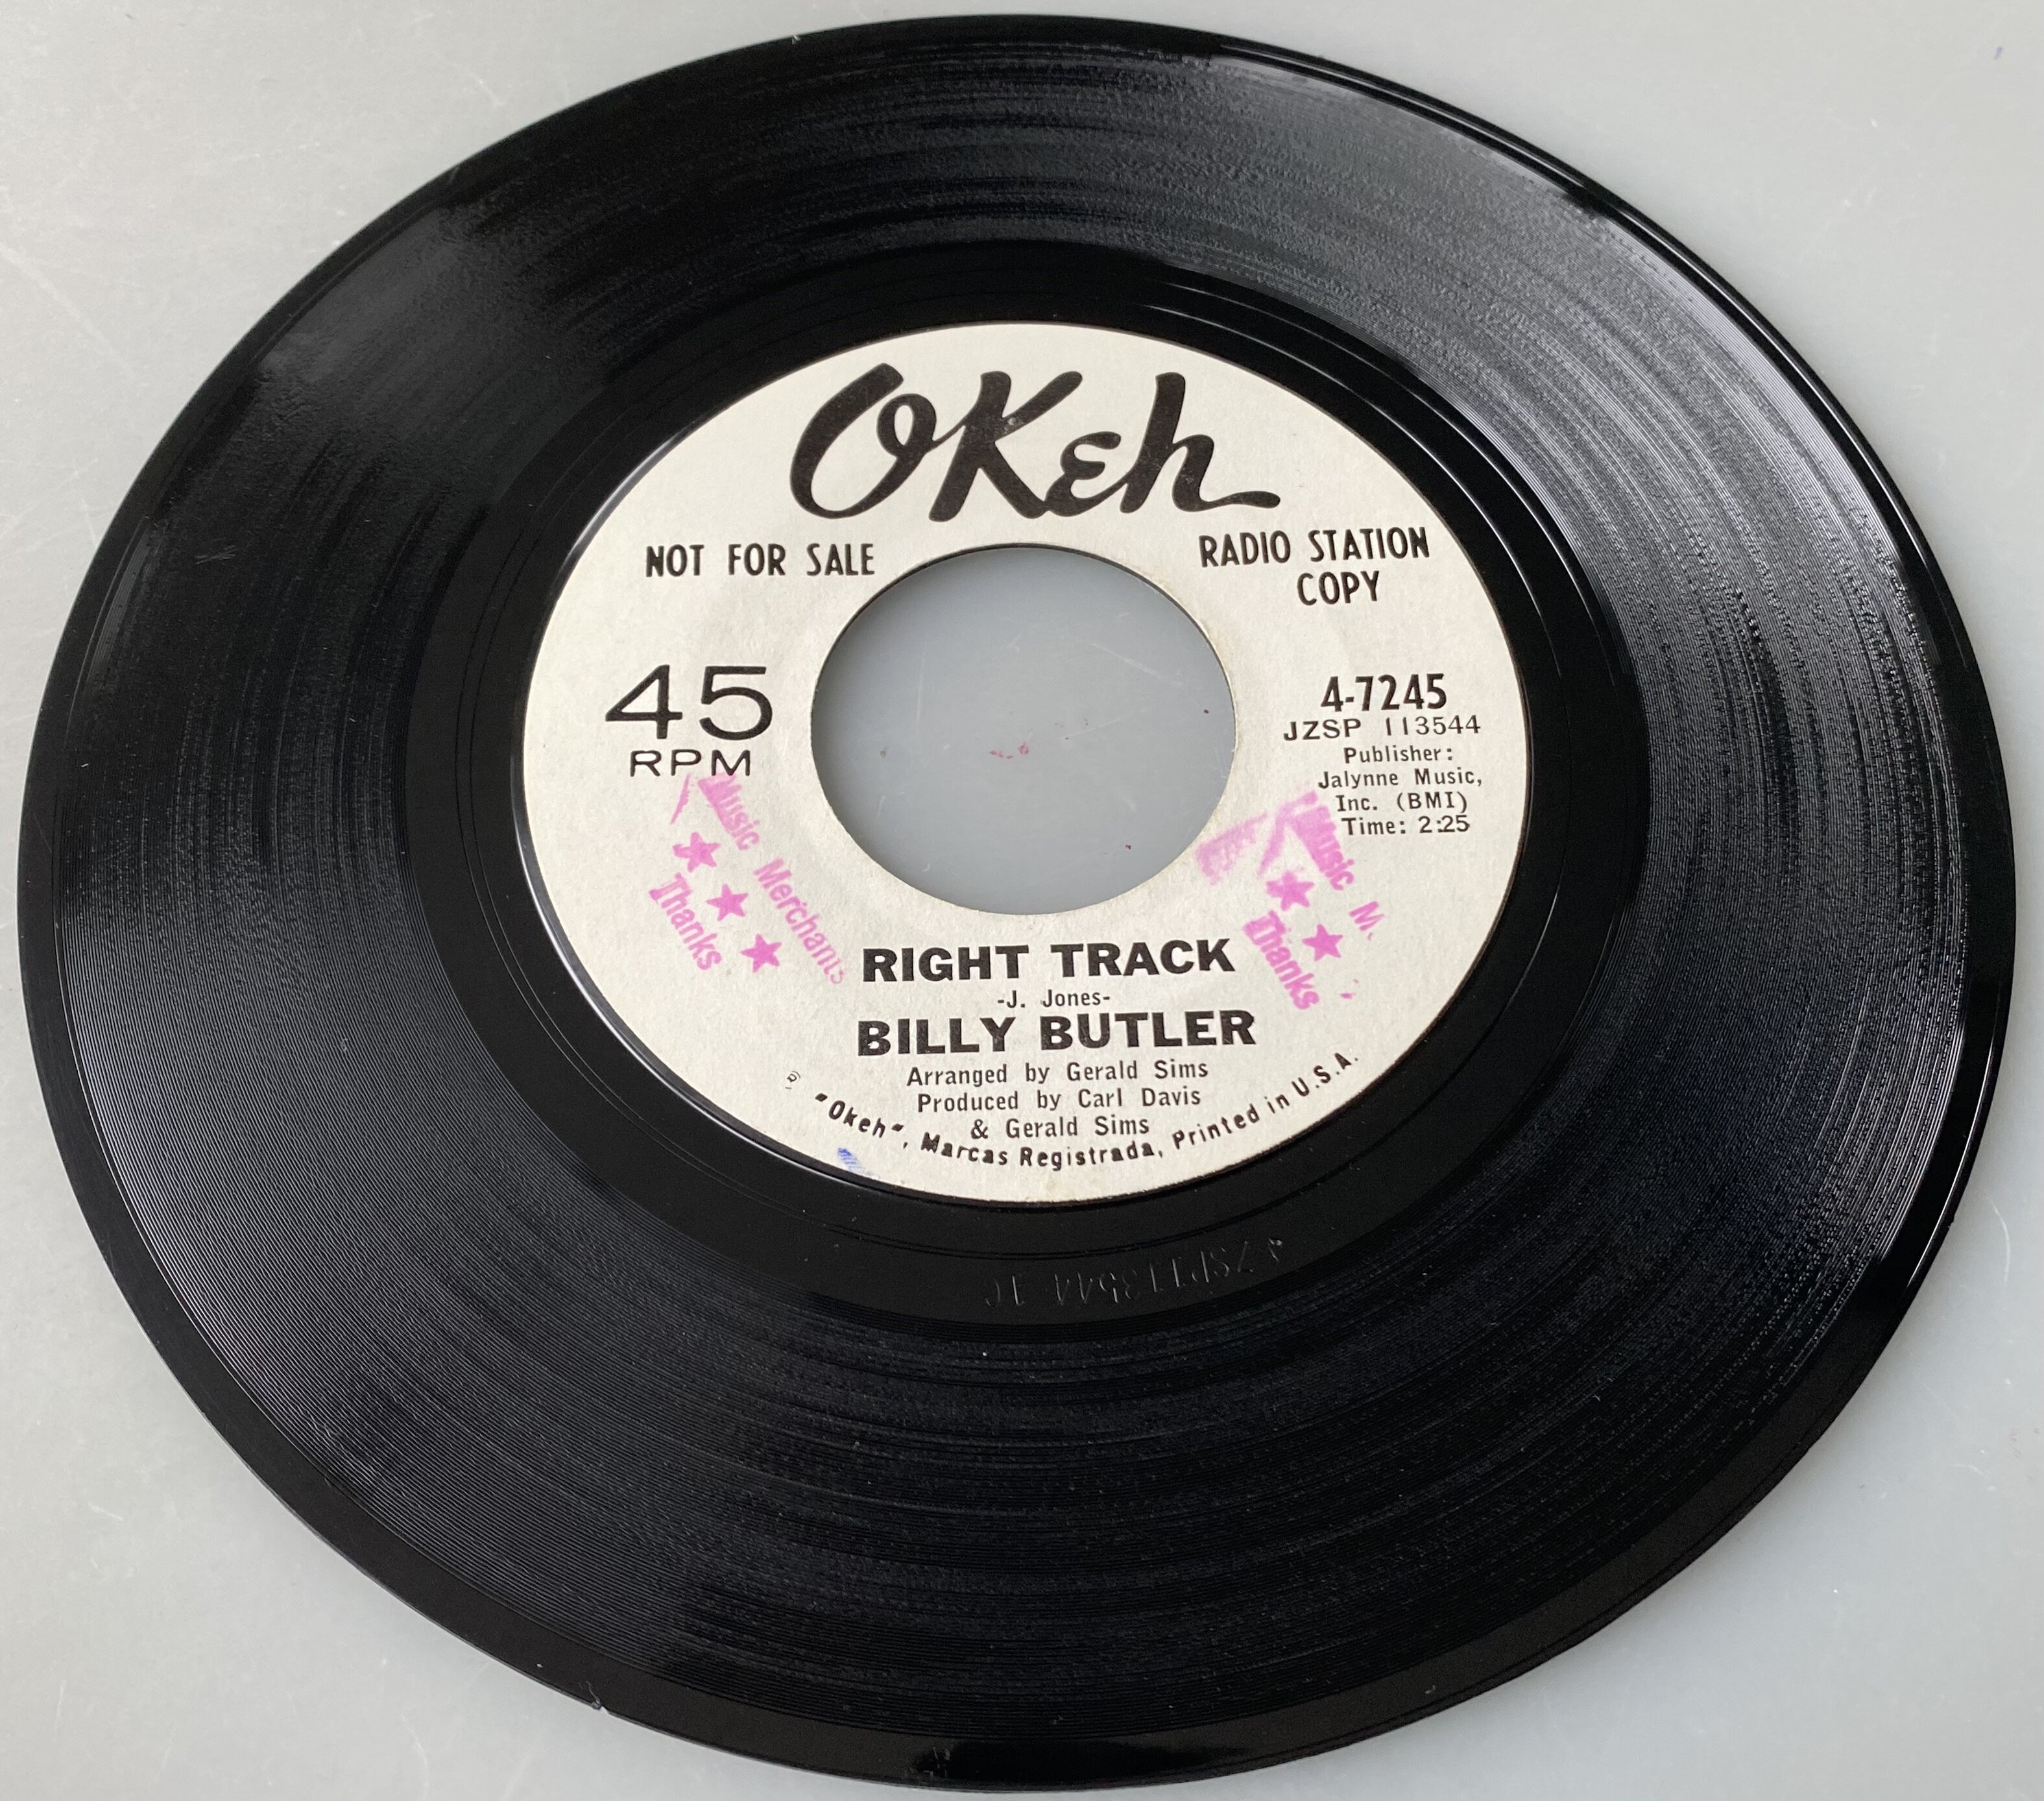 OKeh
NOT FOR SALE
RADIO STATION
COPY
45
RPM
4-7245
JZSP 113544
Publisher:
Jalynne Music,
Inc. (BMI)
Time: 2:25
Music Merchants
Thanks
Music M
Thanks
RIGHT TRACK
-J. Jones-
BILLY BUTLER
Arranged by Gerald Sims
Produced by Carl Davis
& Gerald Sims
"Okeh", Marcas Registrada, Printed in U.S.A.
JZSP113544 1C